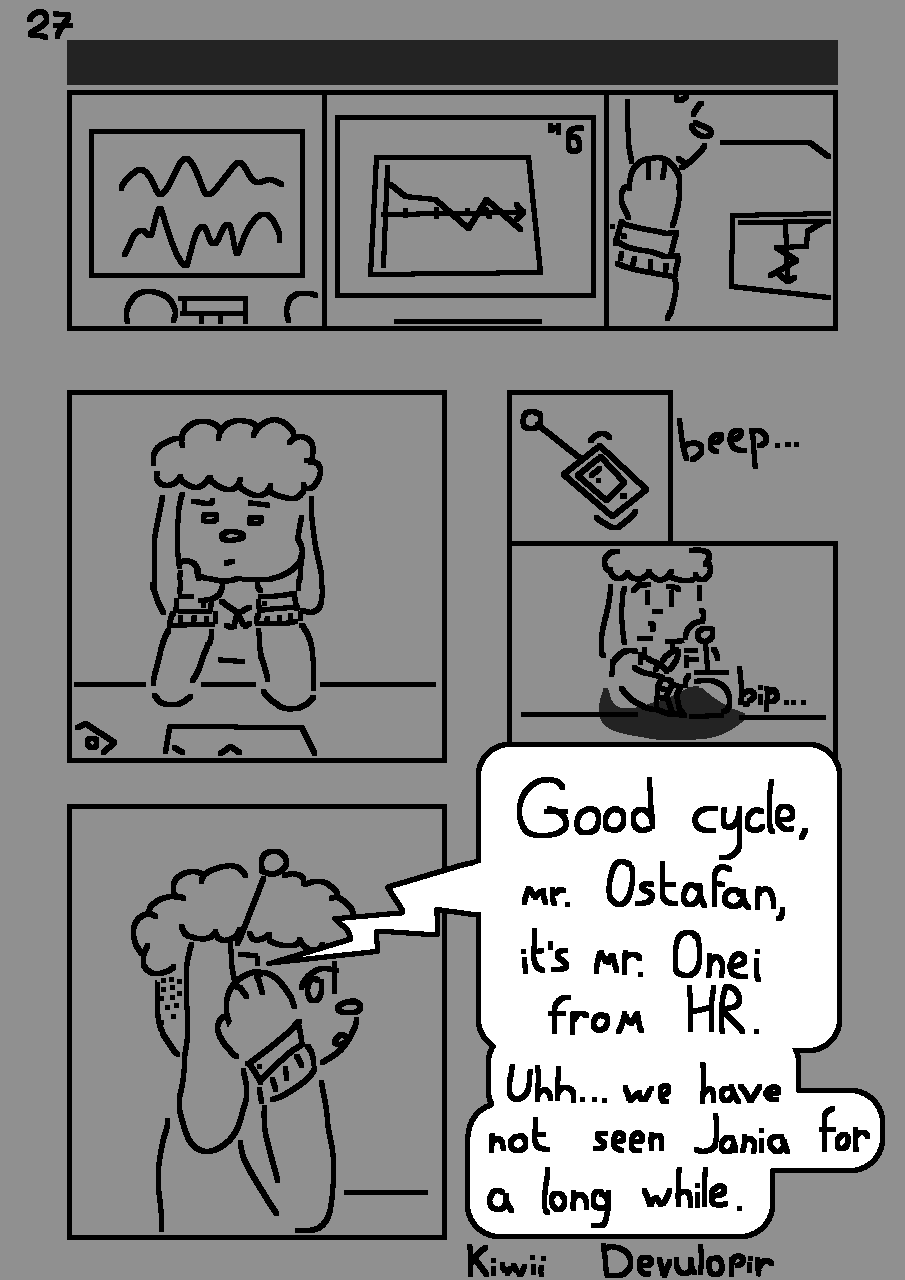 27
"6
beep...
bip...
Good cycle,
mr. Ostafan,
it's mr. Onei
from HR.
Uhh... we have
not seen Jania for
a long while.
Kiwii Devulopir